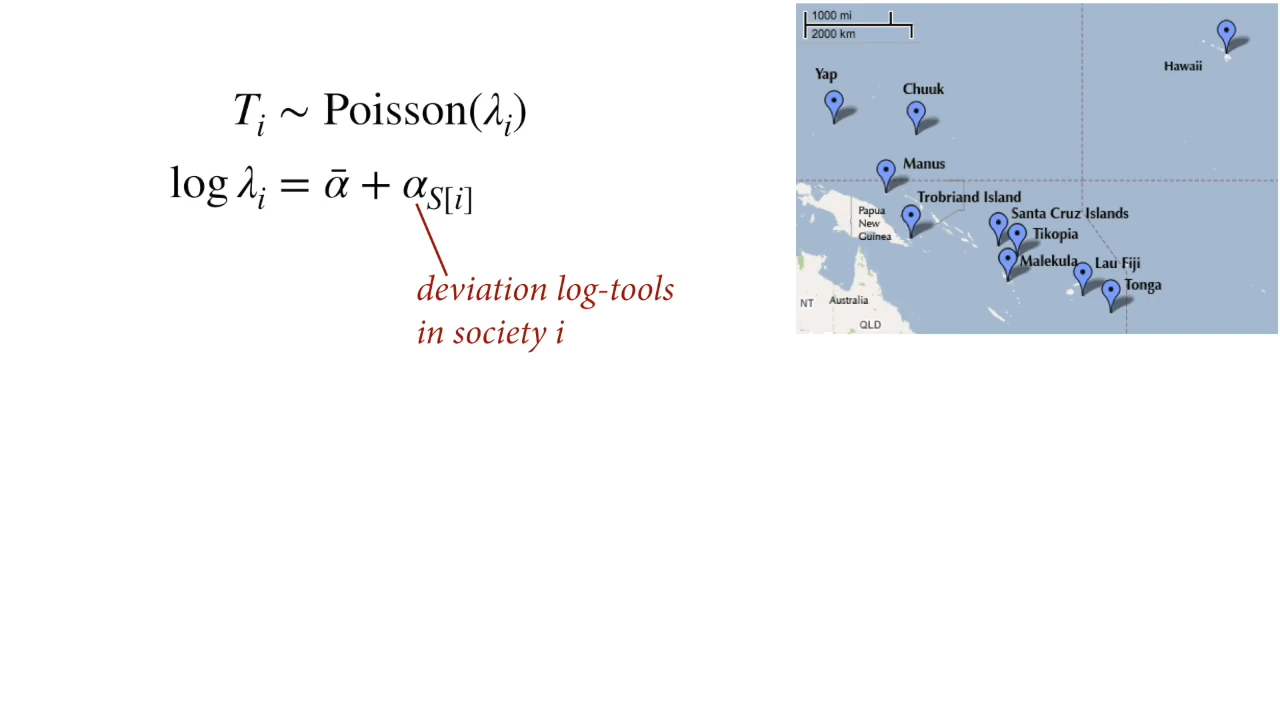 T_i ∼ Poisson(λ_i)
log λ_i = ᾱ + α_{S[i]}
deviation log-tools
in society i
1000 mi
2000 km
Hawaii
Yap
Chuuk
Manus
Trobriand Island
Papua
New
Guinea
Santa Cruz Islands
Tikopia
Malekula
Lau Fiji
Tonga
NT
Australia
QLD